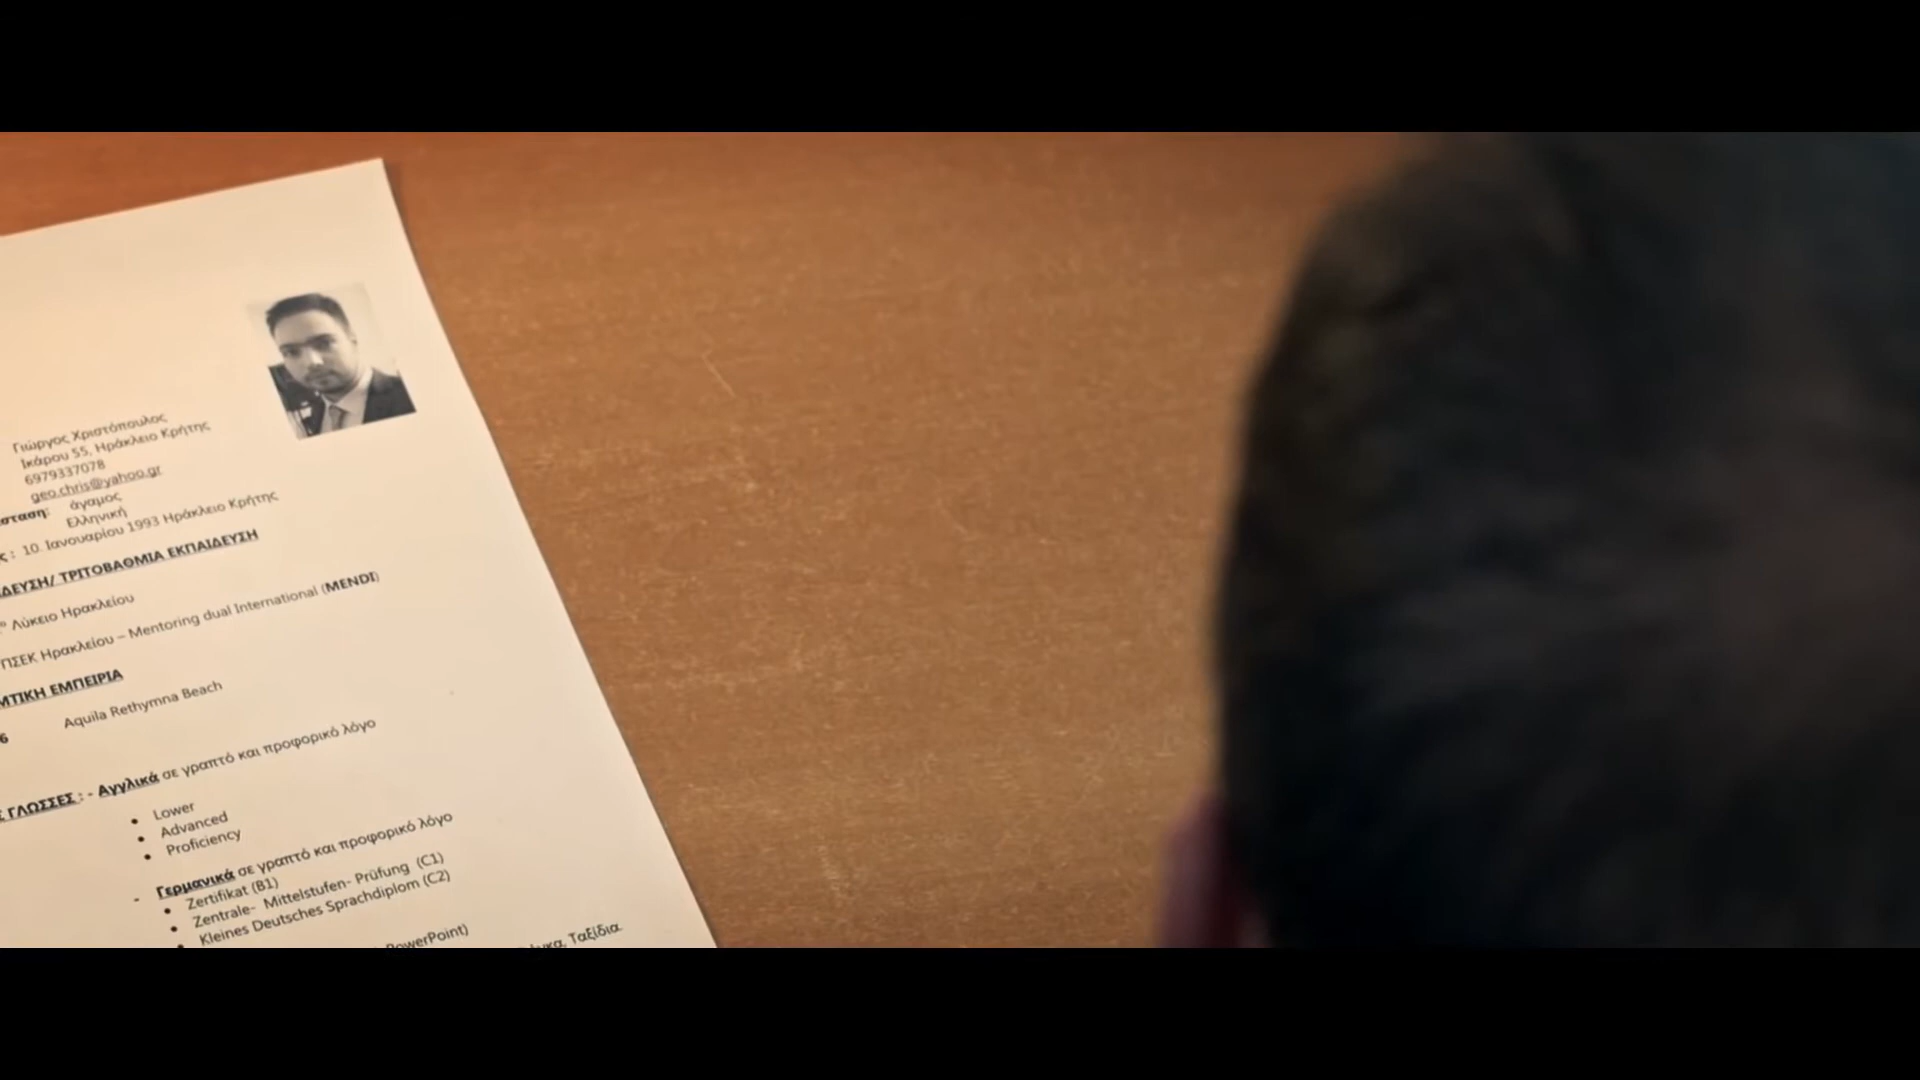 Γιώργος Χριστόπουλος
Ικάρου 55, Ηράκλειο Κρήτης
6979337078
geo.chris@yahoo.gr
άγαμος
Ελληνική
10. Ιανουαρίου 1993 Ηράκλειο Κρήτης
ΔΕΥΣΗ/ ΤΡΙΤΟΒΑΘΜΙΑ ΕΚΠΑΙΔΕΥΣΗ
Λύκειο Ηρακλείου
ΠΣΕΚ Ηρακλείου – Mentoring dual International (MENDI)
ΕΜΠΕΙΡΙΑ
6 Aquila Rethymna Beach
ΓΛΩΣΣΕΣ : - Αγγλικά σε γραπτό και προφορικό λόγο
• Lower
• Advanced
• Proficiency
- Γερμανικά σε γραπτό και προφορικό λόγο
• Zertifikat (B1)
• Zentrale- Mittelstufen- Prüfung (C1)
• Kleines Deutsches Sprachdiplom (C2)
PowerPoint)
Ταξίδια